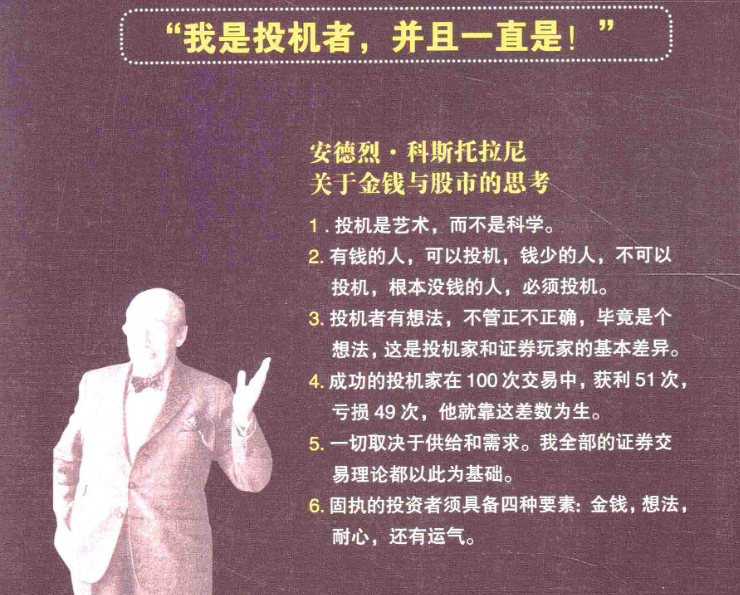 “我是投机者，并且一直是！”
安德烈·科斯托拉尼
关于金钱与股市的思考
1．投机是艺术，而不是科学。
2. 有钱的人，可以投机，钱少的人，不可以
投机，根本没钱的人，必须投机。
3. 投机者有想法，不管正不正确，毕竟是个
想法，这是投机家和证券玩家的基本差异。
4. 成功的投机家在 100 次交易中，获利 51 次，
亏损 49 次，他就靠这差数为生。
5. 一切取决于供给和需求。我全部的证券交
易理论都以此为基础。
6. 固执的投资者须具备四种要素：金钱，想法，
耐心，还有运气。